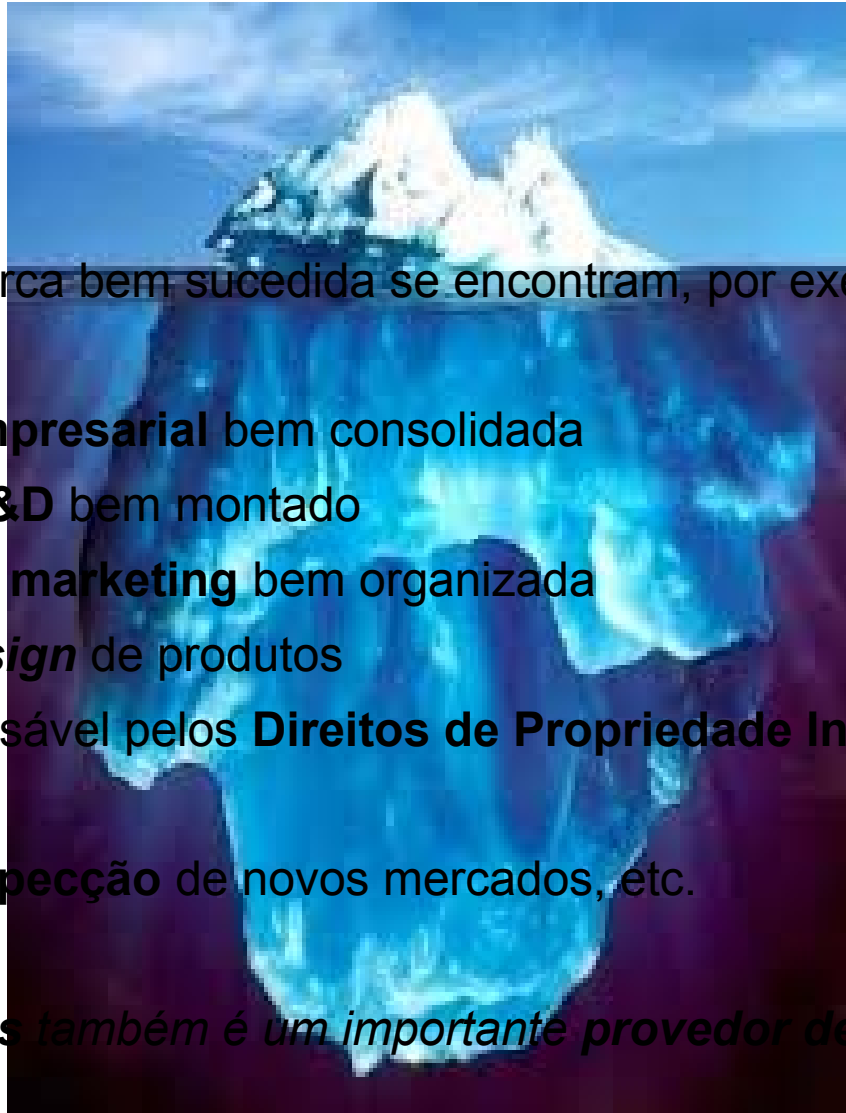 rca bem sucedida se encontram, por exe
npresarial bem consolidada
&D bem montado
marketing bem organizada
sign de produtos
sável pelos Direitos de Propriedade In
pecção de novos mercados, etc.
s também é um importante provedor de